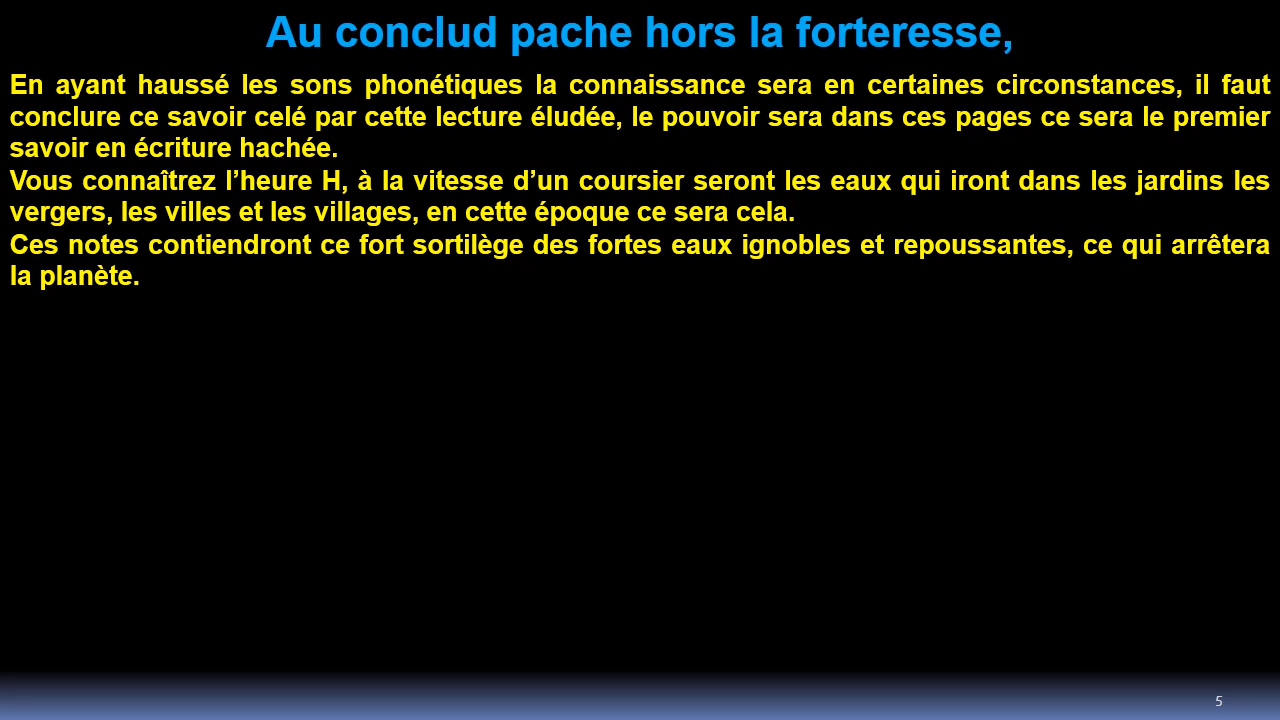 Au conclud pache hors la forteresse,
En ayant haussé les sons phonétiques la connaissance sera en certaines circonstances, il faut
conclure ce savoir celé par cette lecture éludée, le pouvoir sera dans ces pages ce sera le premier
savoir en écriture hachée.
Vous connaîtrez l’heure H, à la vitesse d’un coursier seront les eaux qui iront dans les jardins les
vergers, les villes et les villages, en cette époque ce sera cela.
Ces notes contiendront ce fort sortilège des fortes eaux ignobles et repoussantes, ce qui arrêtera
la planète.
5